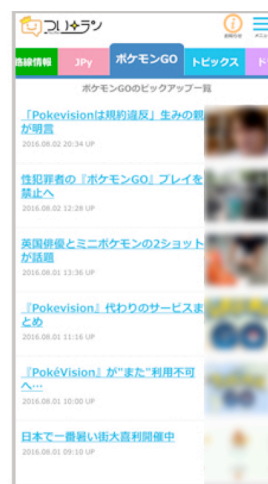 ついっラン
お知らせ
メニュー
路線情報 JPy ポケモンGO トピックス
ポケモンGOのピックアップ一覧
「Pokevisionは規約違反」生みの親
が明言
2016.08.02 20:34 UP
性犯罪者の『ポケモンGO』プレイを
禁止へ
2016.08.02 12:28 UP
英国俳優とミニポケモンの2ショット
が話題
2016.08.01 13:36 UP
『Pokevision』代わりのサービスま
とめ
2016.08.01 11:16 UP
『PokéVision』が"また"利用不可
へ…
2016.08.01 10:00 UP
日本で一番暑い街大喜利開催中
2016.08.01 09:10 UP